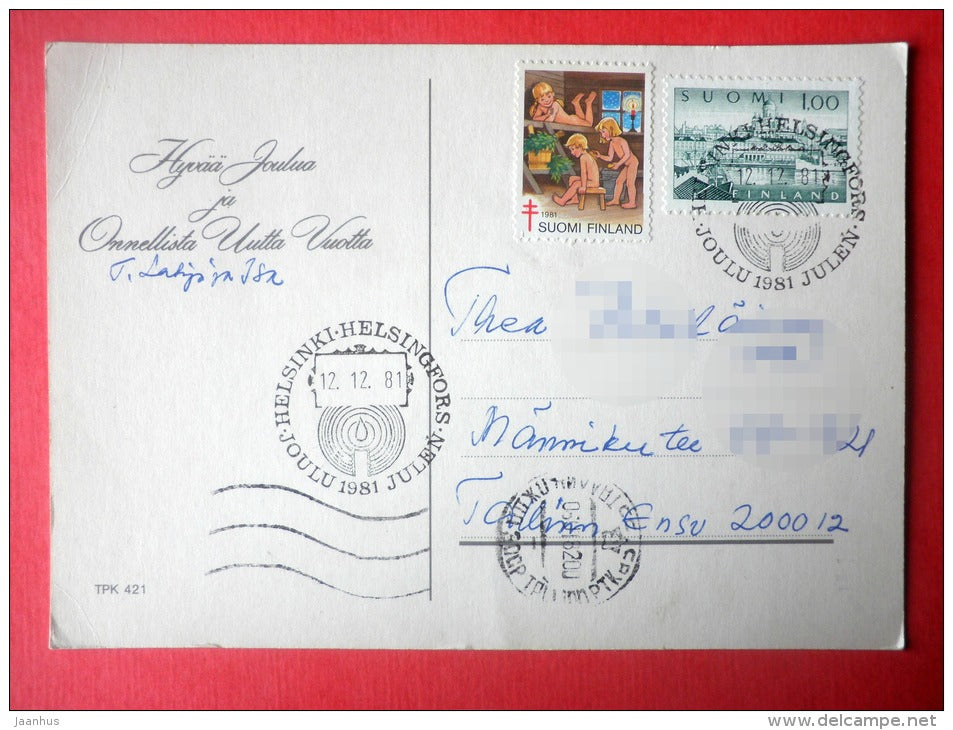 Hyvää Joulua
ja
Onnellista Uutta Vuotta
T.
1981
SUOMI FINLAND
SUOMI 1,00
FINLAND
HELSINKI·HELSINGFORS
12.12.81
JOULU 1981 JULEN
Thea
HELSINKI·HELSINGFORS
12.12.81
JOULU 1981 JULEN
Männiku tee
Tallinn Ensv 200012
TPK 421
jaanhus
www.delcampe.net